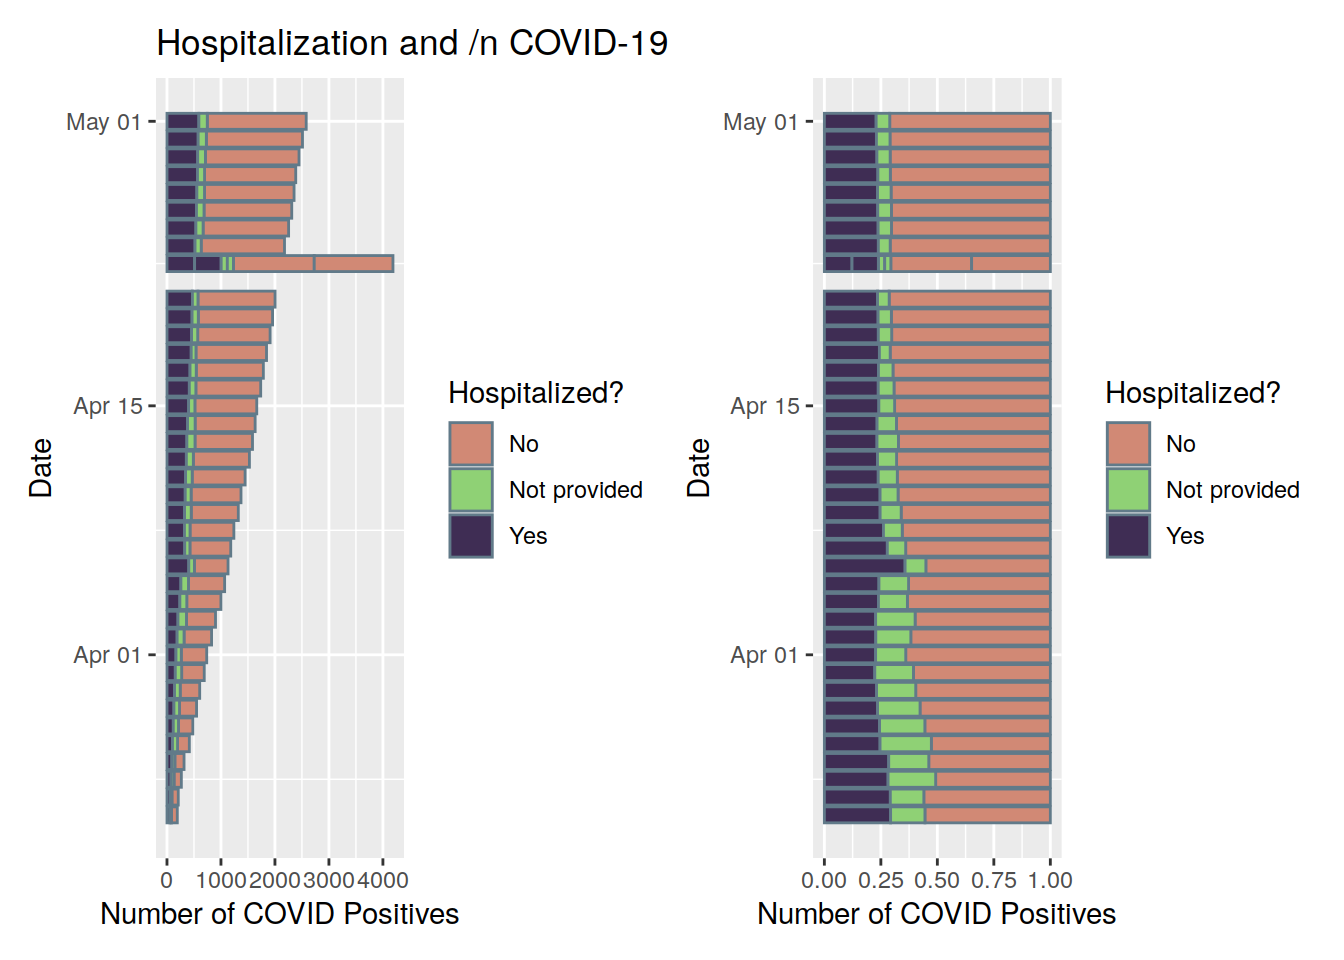 Hospitalization and /n COVID-19
May 01
Apr 15
Apr 01
Date
0 1000 2000 3000 4000
Number of COVID Positives
Hospitalized?
No
Not provided
Yes
May 01
Apr 15
Apr 01
Date
0.00 0.25 0.50 0.75 1.00
Number of COVID Positives
Hospitalized?
No
Not provided
Yes